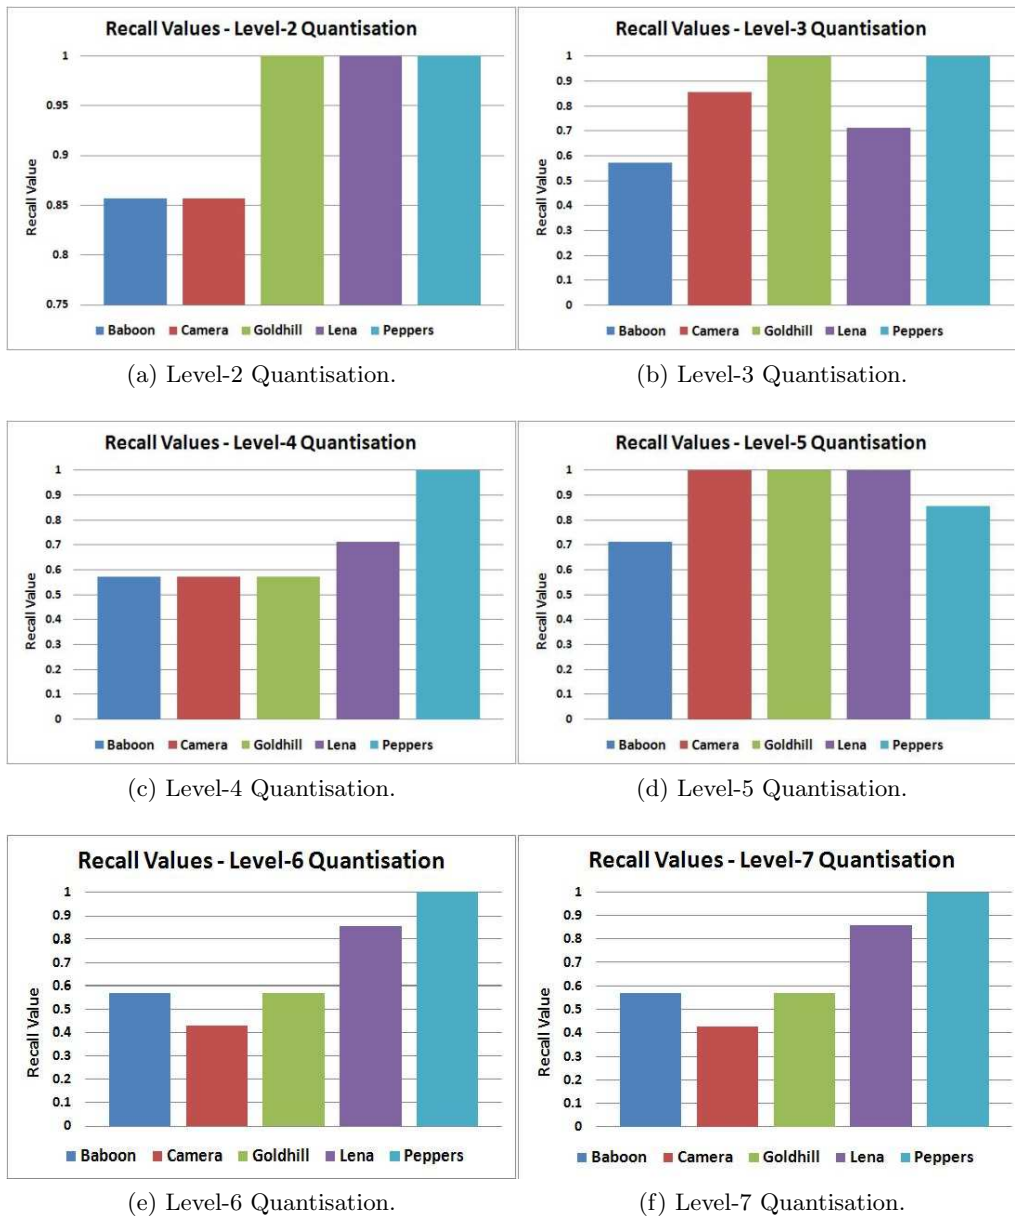 Recall Values - Level-2 Quantisation
1
0.95
0.9
0.85
0.8
0.75
Recall Value
Baboon Camera Goldhill Lena Peppers
(a) Level-2 Quantisation.
Recall Values - Level-3 Quantisation
1
0.9
0.8
0.7
0.6
0.5
0.4
0.3
0.2
0.1
0
Recall Value
Baboon Camera Goldhill Lena Peppers
(b) Level-3 Quantisation.
Recall Values - Level-4 Quantisation
1
0.9
0.8
0.7
0.6
0.5
0.4
0.3
0.2
0.1
0
Recall Value
Baboon Camera Goldhill Lena Peppers
(c) Level-4 Quantisation.
Recall Values - Level-5 Quantisation
1
0.9
0.8
0.7
0.6
0.5
0.4
0.3
0.2
0.1
0
Recall Value
Baboon Camera Goldhill Lena Peppers
(d) Level-5 Quantisation.
Recall Values - Level-6 Quantisation
1
0.9
0.8
0.7
0.6
0.5
0.4
0.3
0.2
0.1
0
Recall Value
Baboon Camera Goldhill Lena Peppers
(e) Level-6 Quantisation.
Recall Values - Level-7 Quantisation
1
0.9
0.8
0.7
0.6
0.5
0.4
0.3
0.2
0.1
0
Recall Value
Baboon Camera Goldhill Lena Peppers
(f) Level-7 Quantisation.